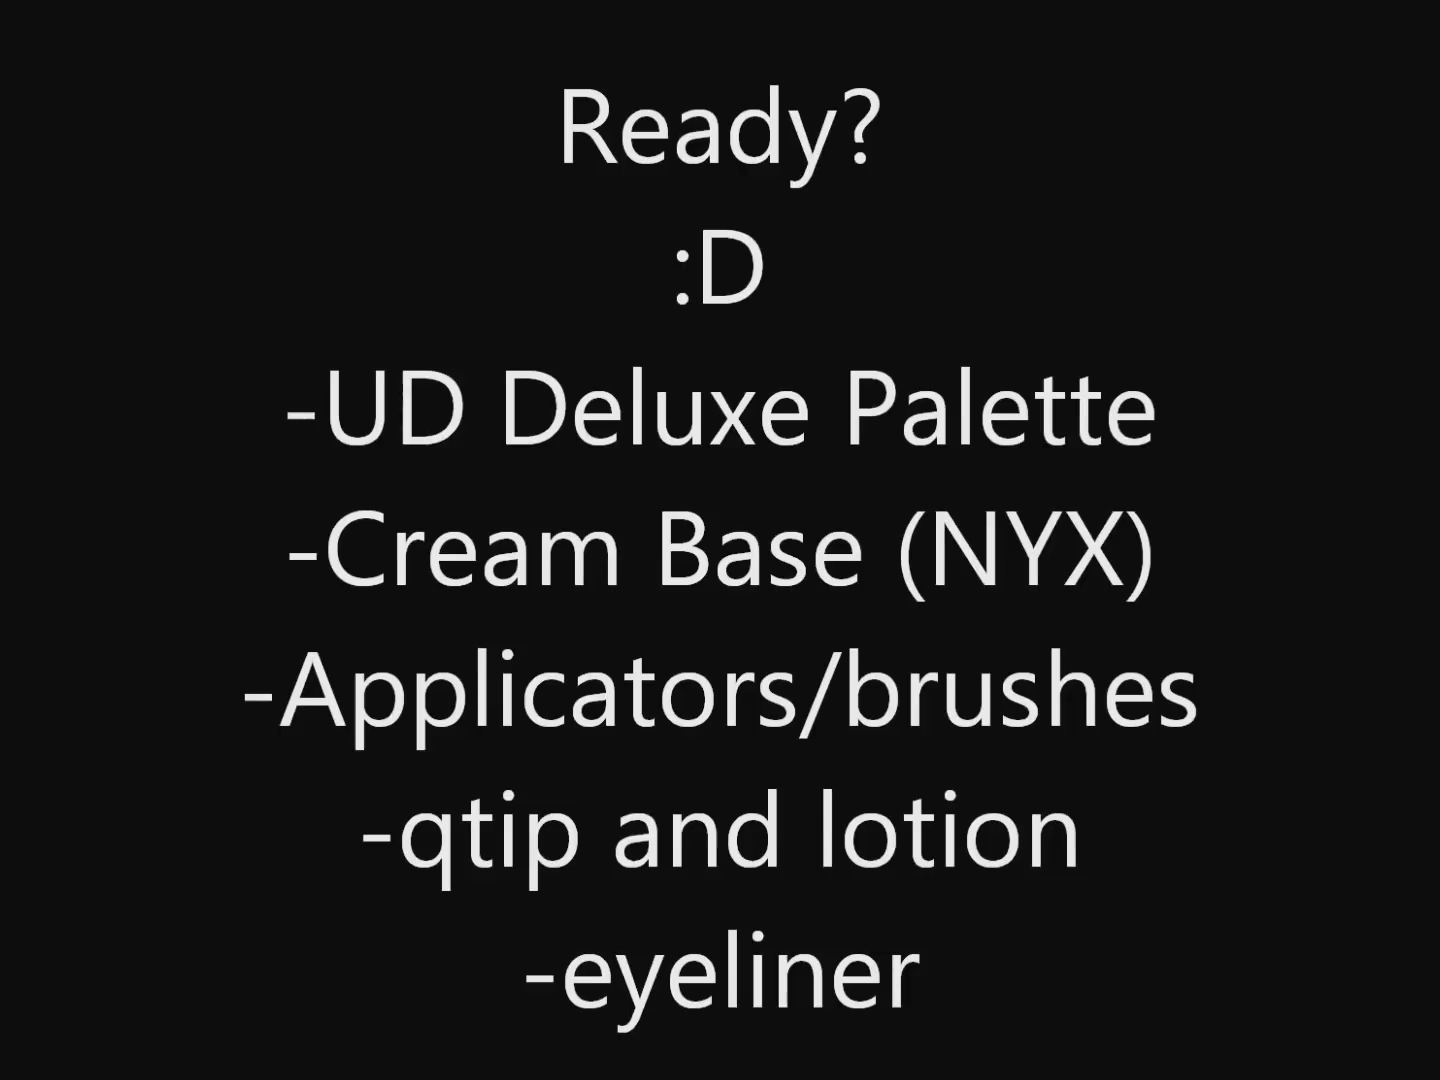 Ready?
:D
-UD Deluxe Palette
-Cream Base (NYX)
-Applicators/brushes
-qtip and lotion
-eyeliner